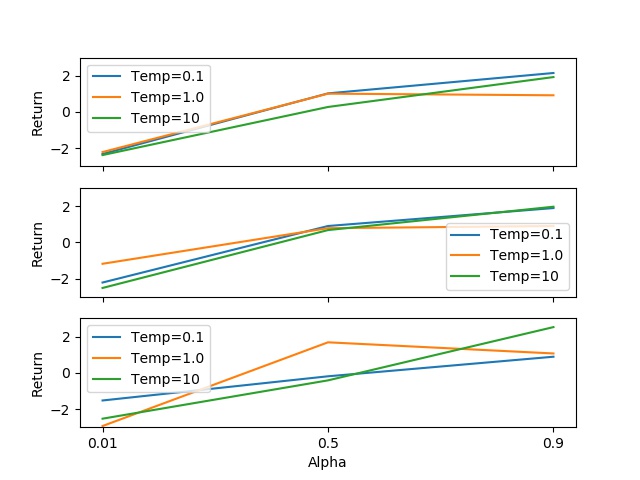 2
0
−2
Return
Temp=0.1
Temp=1.0
Temp=10
2
0
−2
Return
Temp=0.1
Temp=1.0
Temp=10
2
0
−2
Return
Temp=0.1
Temp=1.0
Temp=10
0.01 0.5 0.9
Alpha